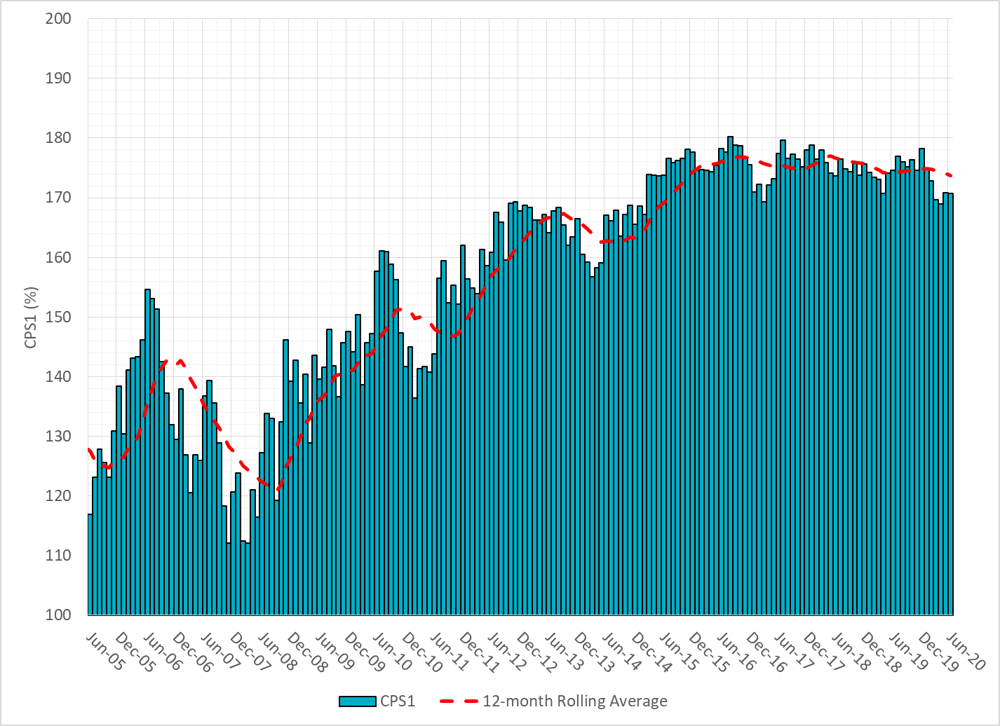 200
190
180
170
160
150
140
130
120
110
100
CPS1 (%)
Jun-05
Dec-05
Jun-06
Dec-06
Jun-07
Dec-07
Jun-08
Dec-08
Jun-09
Dec-09
Jun-10
Dec-10
Jun-11
Dec-11
Jun-12
Dec-12
Jun-13
Dec-13
Jun-14
Dec-14
Jun-15
Dec-15
Jun-16
Dec-16
Jun-17
Dec-17
Jun-18
Dec-18
Jun-19
Dec-19
Jun-20
CPS1
12-month Rolling Average